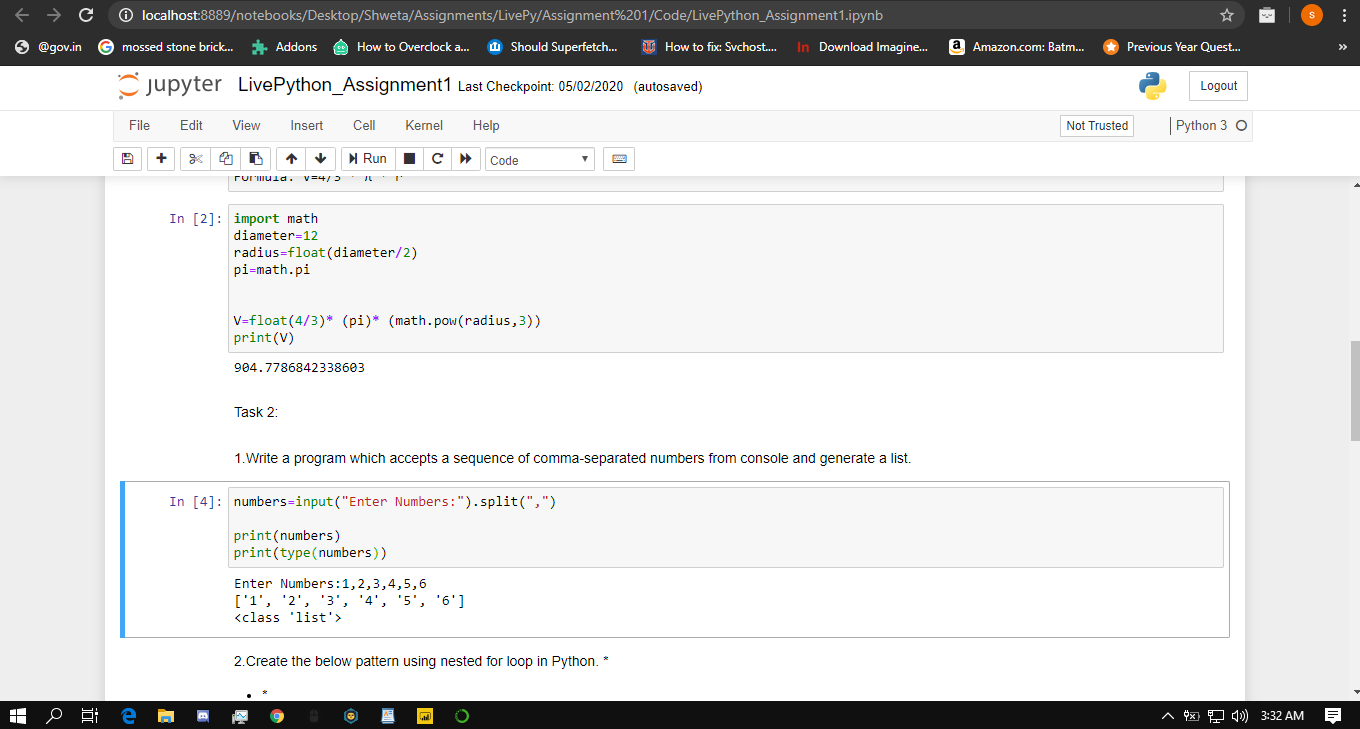 localhost:8889/notebooks/Desktop/Shweta/Assignments/LivePy/Assignment%201/Code/LivePython_Assignment1.ipynb
S
@gov.in mossed stone brick... Addons How to Overclock a... Should Superfetch... How to fix: Svchost.... In Download Imagine... a Amazon.com: Batm... Previous Year Quest... »
jupyter LivePython_Assignment1 Last Checkpoint: 05/02/2020 (autosaved) Logout
File Edit View Insert Cell Kernel Help Not Trusted Python 3
Run Code
Formula: V=4/3 * π * r
In [2]: import math
diameter=12
radius=float(diameter/2)
pi=math.pi
V=float(4/3)* (pi)* (math.pow(radius,3))
print(V)
904.7786842338603
Task 2:
1.Write a program which accepts a sequence of comma-separated numbers from console and generate a list.
In [4]: numbers=input("Enter Numbers:").split(",")
print(numbers)
print(type(numbers))
Enter Numbers:1,2,3,4,5,6
['1', '2', '3', '4', '5', '6']
<class 'list'>
2.Create the below pattern using nested for loop in Python. *
• *
3:32 AM